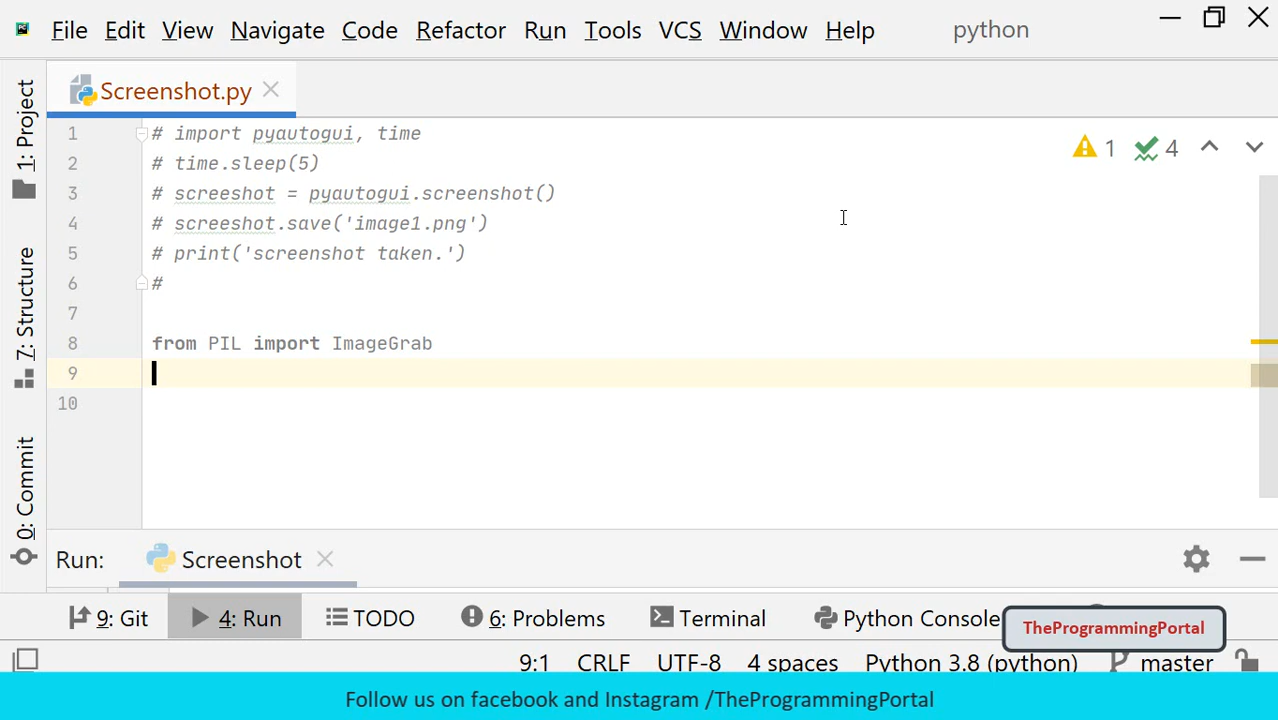 File Edit View Navigate Code Refactor Run Tools VCS Window Help python
1: Project
7: Structure
0: Commit
Screenshot.py
1 # import pyautogui, time
2 # time.sleep(5)
3 # screeshot = pyautogui.screenshot()
4 # screeshot.save('image1.png')
5 # print('screenshot taken.')
6 #
7
8 from PIL import ImageGrab
9
10
1 4
Run: Screenshot
9: Git 4: Run TODO 6: Problems Terminal Python Console
TheProgrammingPortal
9:1 CRLF UTF-8 4 spaces Python 3.8 (python) master
Follow us on facebook and Instagram /TheProgrammingPortal